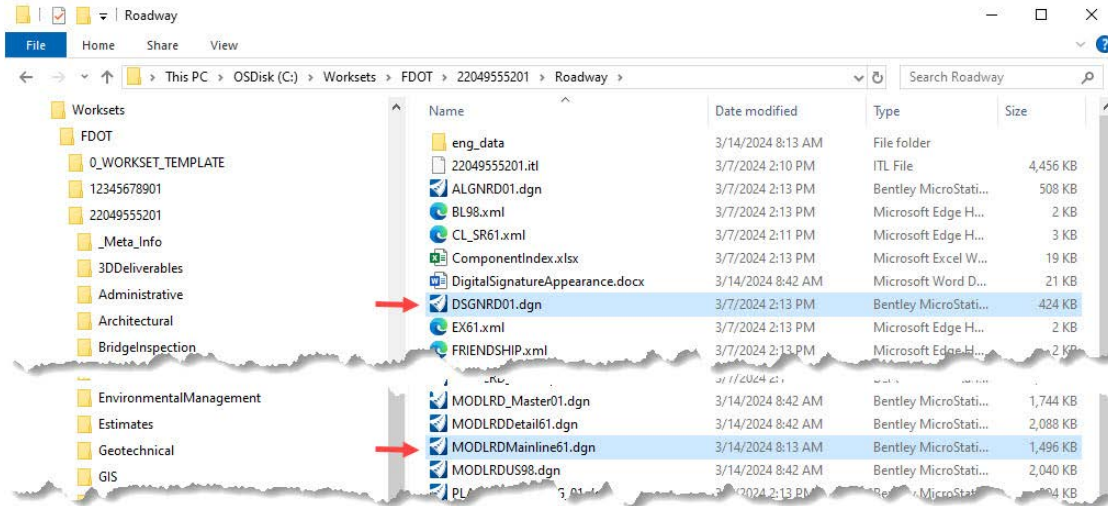 Roadway
File Home Share View
This PC > OSDisk (C:) > Worksets > FDOT > 22049555201 > Roadway >
Search Roadway
Worksets
FDOT
0_WORKSET_TEMPLATE
12345678901
22049555201
_Meta_Info
3DDeliverables
Administrative
Architectural
BridgeInspection
EnvironmentalManagement
Estimates
Geotechnical
GIS
Name Date modified Type Size
eng_data 3/14/2024 8:13 AM File folder
22049555201.itl 3/7/2024 2:10 PM ITL File 4,456 KB
ALGNRD01.dgn 3/7/2024 2:13 PM Bentley MicroStati... 508 KB
BL98.xml 3/7/2024 2:13 PM Microsoft Edge H... 2 KB
CL_SR61.xml 3/7/2024 2:11 PM Microsoft Edge H... 3 KB
ComponentIndex.xlsx 3/7/2024 2:13 PM Microsoft Excel W... 19 KB
DigitalSignatureAppearance.docx 3/14/2024 8:42 AM Microsoft Word D... 21 KB
DSGNRD01.dgn 3/7/2024 2:13 PM Bentley MicroStati... 424 KB
EX61.xml 3/7/2024 2:13 PM Microsoft Edge H... 2 KB
FRIENDSHIP.xml 3/7/2024 2:13 PM Microsoft Edge H... 2 KB
MODLRD_Master01.dgn 3/14/2024 8:42 AM Bentley MicroStati... 1,744 KB
MODLRDDetail61.dgn 3/14/2024 8:42 AM Bentley MicroStati... 2,088 KB
MODLRDMainline61.dgn 3/14/2024 8:13 AM Bentley MicroStati... 1,496 KB
MODLRDUS98.dgn 3/14/2024 8:42 AM Bentley MicroStati... 2,040 KB